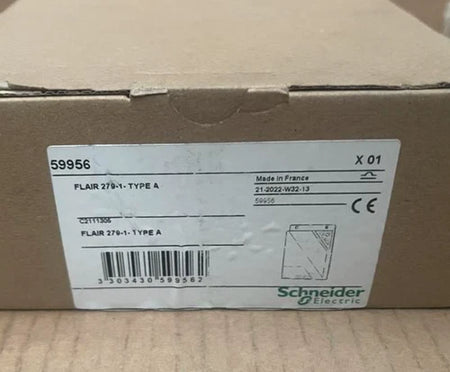 59956
X 01
FLAIR 279-1- TYPE A
Made in France
21-2022-W32-13
59956
C2111306
FLAIR 279-1- TYPE A
CE
3 303430 599562
Schneider
Electric